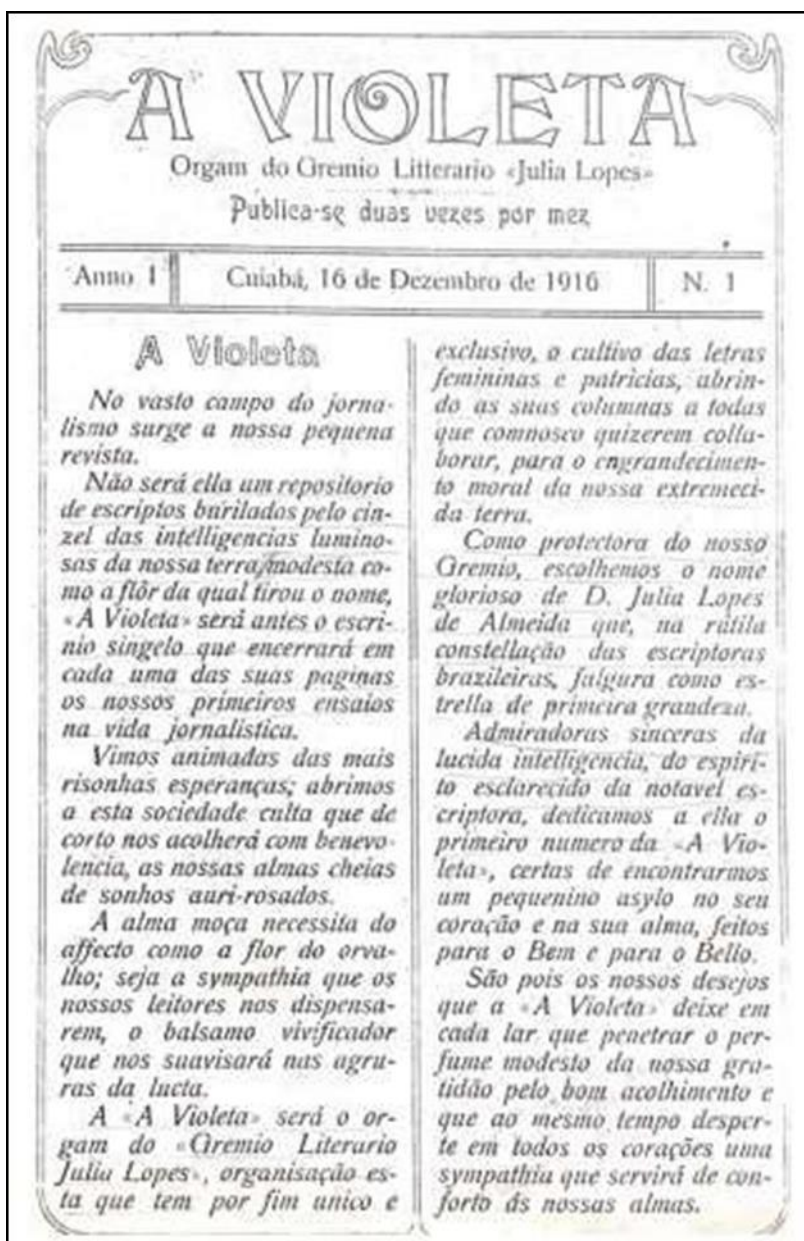 A VIOLETA
Orgam do Gremio Litterario «Julia Lopes»
Publica-se duas vezes por mez
Anno I
Cuiabá, 16 de Dezembro de 1916
N. 1
A Violeta
No vasto campo do jorna-
lismo surge a nossa pequena
revista.
Não será ella um repositorio
de escriptos burilados pelo cin-
zel das intelligencias lumino-
sas da nossa terra, modesta co-
mo a flôr da qual tirou o nome,
«A Violeta» será antes o escri-
nio singelo que encerrará em
cada uma das suas paginas
os nossos primeiros ensaios
na vida jornalistica.
Vimos animadas das mais
risonhas esperanças; abrimos
a esta sociedade culta que de
certo nos acolherá com benevo-
lencia, as nossas almas cheias
de sonhos auri-rosados.
A alma moça necessita do
affecto como a flor do orva-
lho; seja a sympathia que os
nossos leitores nos dispensa-
rem, o balsamo vivificador
que nos suavisará nas agru-
ras da lucta.
A «A Violeta» será o or-
gam do «Gremio Literario
Julia Lopes», organisação es-
ta que tem por fim unico e
exclusivo, o cultivo das letras
femininas e patricias, abrin-
do as suas columnas a todas
que comnosco quizerem colla-
borar, para o engrandecimen-
to moral da nossa extremeci-
da terra.
Como protectora do nosso
Gremio, escolhemos o nome
glorioso de D. Julia Lopes
de Almeida que, na rutila
constellação das escriptoras
brazileiras, fulgura como es-
trella de primeira grandeza.
Admiradoras sinceras da
lucida intelligencia, do espiri-
to esclarecido da notavel es-
criptora, dedicamos a ella o
primeiro numero da «A Vio-
leta», certas de encontrarmos
um pequenino asylo no seu
coração e na sua alma, feitos
para o Bem e para o Bello.
São pois os nossos desejos
que a «A Violeta» deixe em
cada lar que penetrar o per-
fume modesto da nossa gra-
tidão pelo bom acolhimento e
que ao mesmo tempo desper-
te em todos os corações uma
sympathia que servirá de con-
forto ás nossas almas.